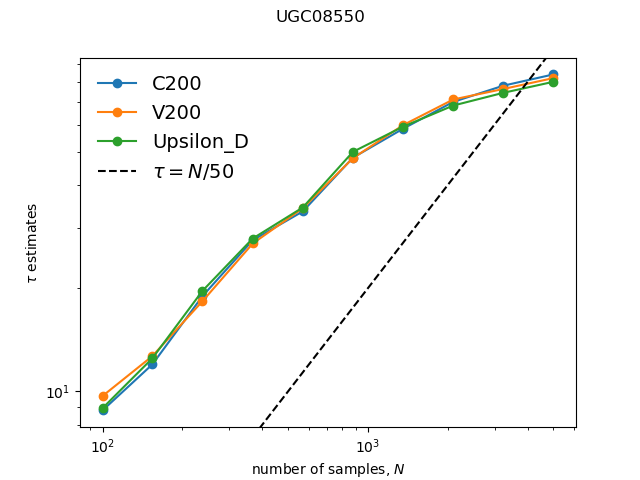 UGC08550
C200
V200
Upsilon_D
τ = N/50
τ estimates
10¹
10² 10³
number of samples, N